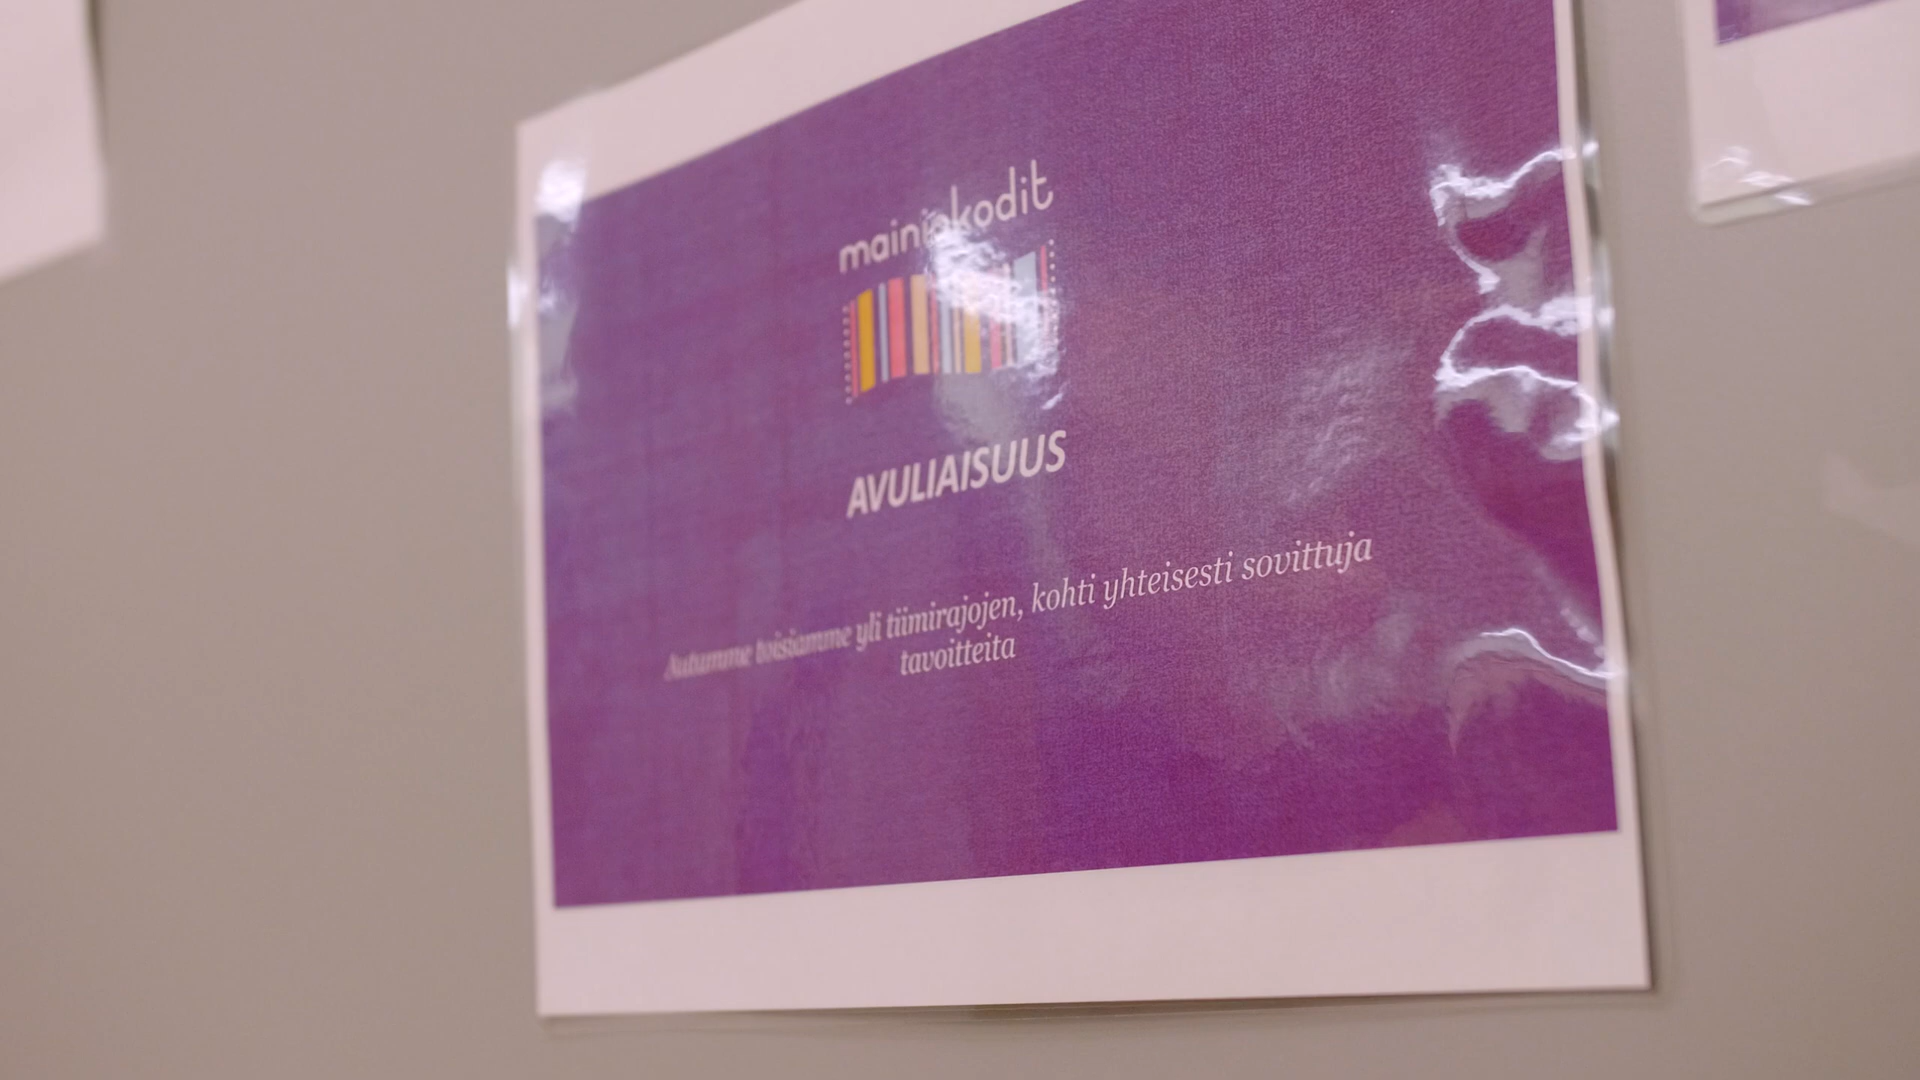 mainiokodit
AVULIAISUUS
Autamme toisiamme yli tiimirajojen, kohti yhteisesti sovittuja
tavoitteita